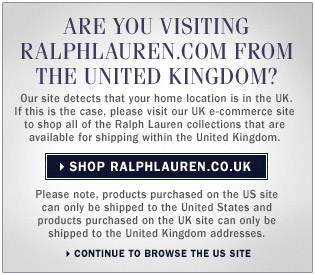 ARE YOU VISITING
RALPHLAUREN.COM FROM
THE UNITED KINGDOM?
Our site detects that your home location is in the UK.
If this is the case, please visit our UK e-commerce site
to shop all of the Ralph Lauren collections that are
available for shipping within the United Kingdom.
SHOP RALPHLAUREN.CO.UK
Please note, products purchased on the US site
can only be shipped to the United States and
products purchased on the UK site can only be
shipped to the United Kingdom addresses.
CONTINUE TO BROWSE THE US SITE